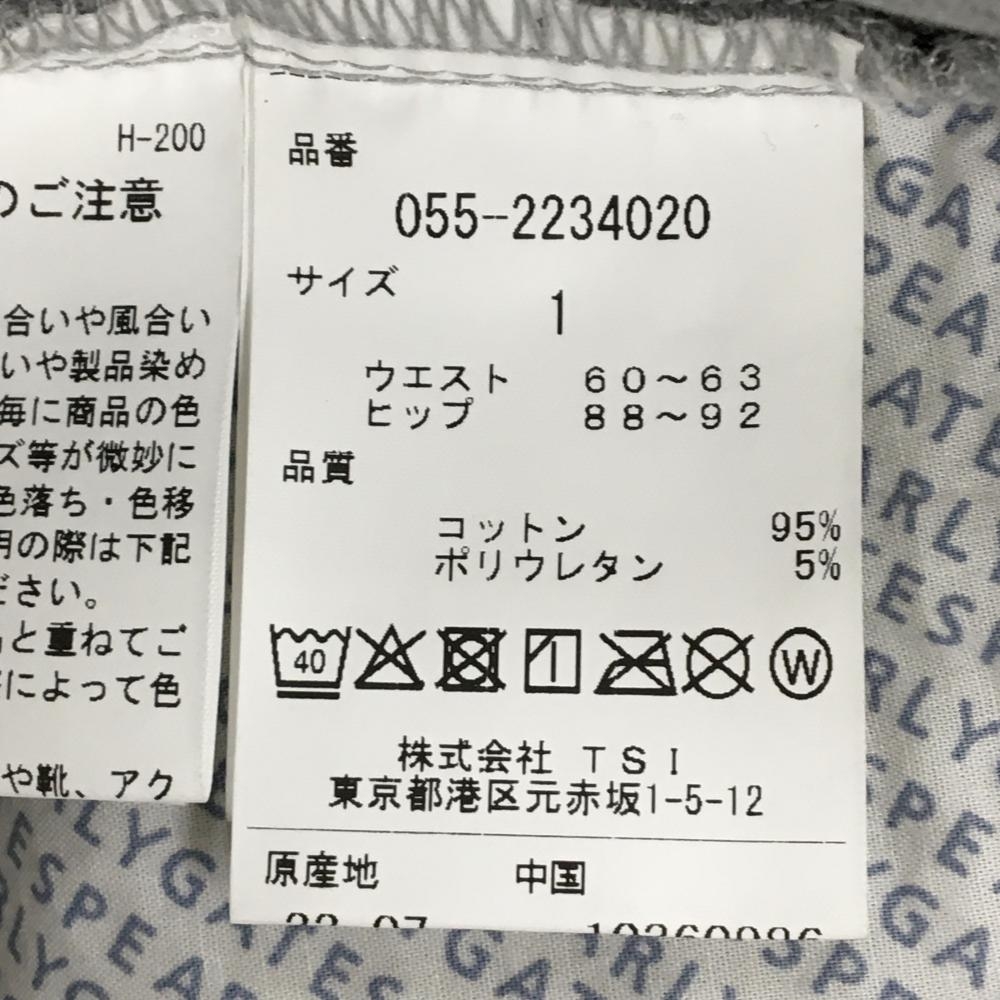 H-200
のご注意
合いや風合い
いや製品染め
毎に商品の色
ズ等が微妙に
色落ち・色移
用の際は下記
ださい。
と重ねてご
によって色
や靴、アク
品番
055-2234020
サイズ
1
ウエスト 60～63
ヒップ 88～92
品質
コットン 95%
ポリウレタン 5%
40
W
株式会社 TSI
東京都港区元赤坂1-5-12
原産地 中国
PEARLY GATES